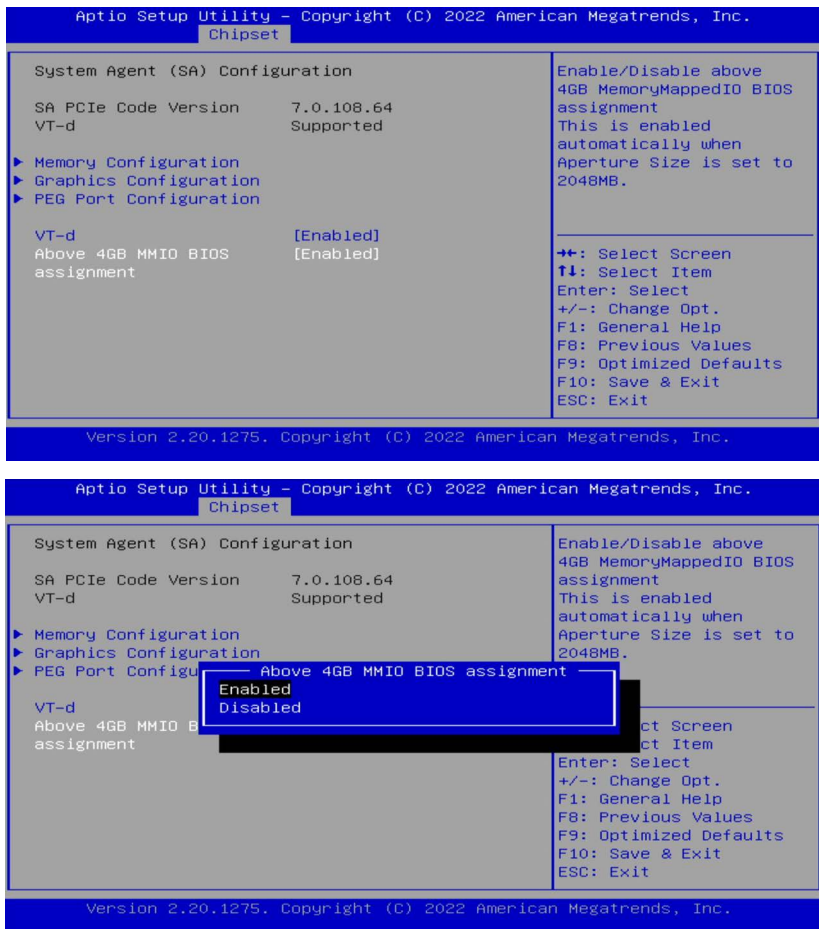 Aptio Setup Utility – Copyright (C) 2022 American Megatrends, Inc.
Chipset
System Agent (SA) Configuration
SA PCIe Code Version 7.0.108.64
VT-d Supported
Memory Configuration
Graphics Configuration
PEG Port Configuration
VT-d [Enabled]
Above 4GB MMIO BIOS [Enabled]
assignment
Enable/Disable above
4GB MemoryMappedIO BIOS
assignment
This is enabled
automatically when
Aperture Size is set to
2048MB.
→←: Select Screen
↑↓: Select Item
Enter: Select
+/-: Change Opt.
F1: General Help
F8: Previous Values
F9: Optimized Defaults
F10: Save & Exit
ESC: Exit
Version 2.20.1275. Copyright (C) 2022 American Megatrends, Inc.
Aptio Setup Utility – Copyright (C) 2022 American Megatrends, Inc.
Chipset
System Agent (SA) Configuration
SA PCIe Code Version 7.0.108.64
VT-d Supported
Memory Configuration
Graphics Configuration
PEG Port Configu
VT-d
Above 4GB MMIO B
assignment
Above 4GB MMIO BIOS assignment
Enabled
Disabled
Enable/Disable above
4GB MemoryMappedIO BIOS
assignment
This is enabled
automatically when
Aperture Size is set to
2048MB.
ct Screen
ct Item
Enter: Select
+/-: Change Opt.
F1: General Help
F8: Previous Values
F9: Optimized Defaults
F10: Save & Exit
ESC: Exit
Version 2.20.1275. Copyright (C) 2022 American Megatrends, Inc.